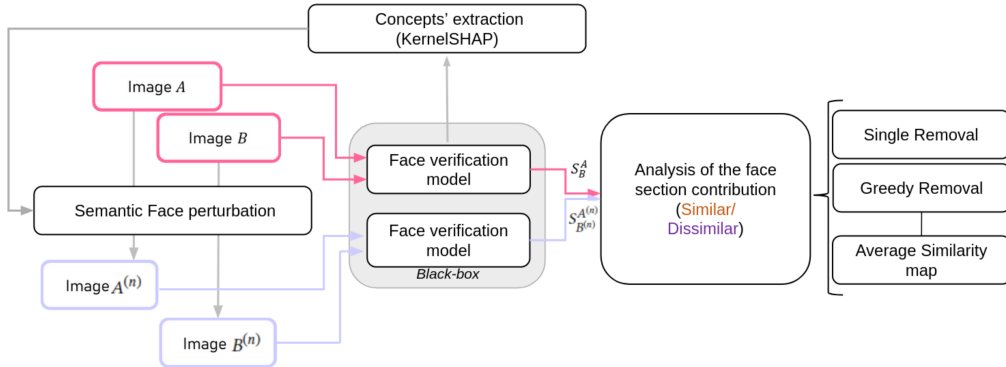 Concepts' extraction
(KernelSHAP)
Image A
Image B
Semantic Face perturbation
Image A^{(n)}
Image B^{(n)}
Face verification
model
Face verification
model
Black-box
S_B^A
S_{B^{(n)}}^{A^{(n)}}
Analysis of the face
section contribution
(Similar/
Dissimilar)
Single Removal
Greedy Removal
Average Similarity
map